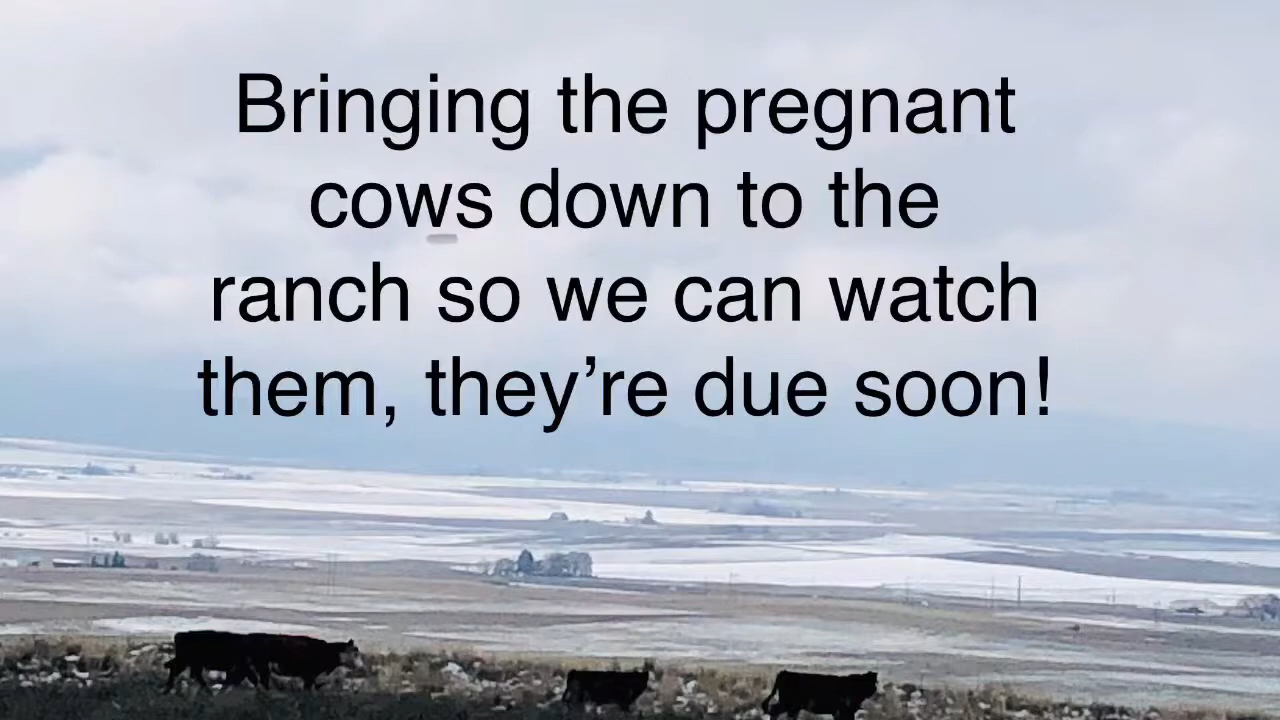 Bringing the pregnant
cows down to the
ranch so we can watch
them, they’re due soon!